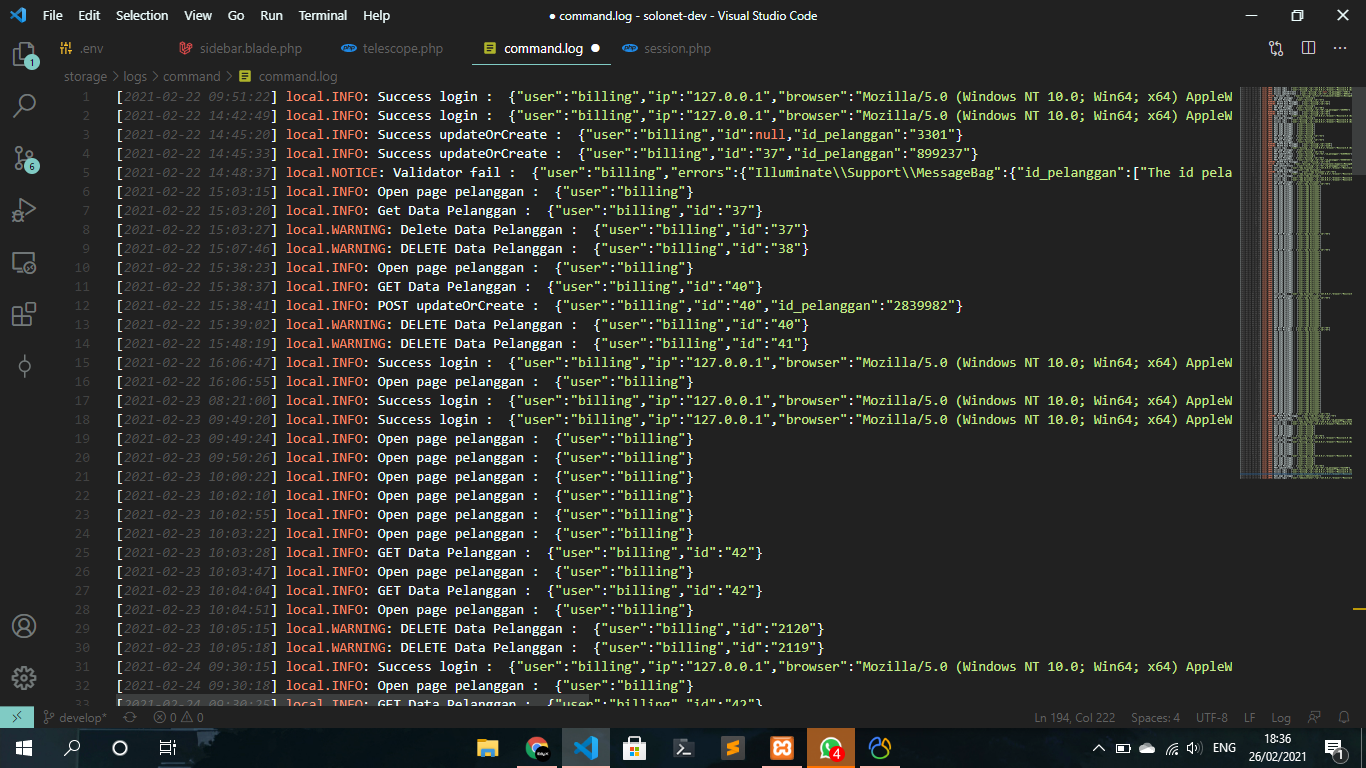 File Edit Selection View Go Run Terminal Help ● command.log - solonet-dev - Visual Studio Code
.env sidebar.blade.php telescope.php command.log session.php
storage > logs > command > command.log
1 [2021-02-22 09:51:22] local.INFO: Success login :  {"user":"billing","ip":"127.0.0.1","browser":"Mozilla/5.0 (Windows NT 10.0; Win64; x64) AppleW
2 [2021-02-22 14:42:49] local.INFO: Success login :  {"user":"billing","ip":"127.0.0.1","browser":"Mozilla/5.0 (Windows NT 10.0; Win64; x64) AppleW
3 [2021-02-22 14:45:20] local.INFO: Success updateOrCreate :  {"user":"billing","id":null,"id_pelanggan":"3301"}
4 [2021-02-22 14:45:33] local.INFO: Success updateOrCreate :  {"user":"billing","id":"37","id_pelanggan":"899237"}
5 [2021-02-22 14:48:37] local.NOTICE: Validator fail :  {"user":"billing","errors":{"Illuminate\\Support\\MessageBag":{"id_pelanggan":["The id pela
6 [2021-02-22 15:03:15] local.INFO: Open page pelanggan :  {"user":"billing"}
7 [2021-02-22 15:03:20] local.INFO: Get Data Pelanggan :  {"user":"billing","id":"37"}
8 [2021-02-22 15:03:27] local.WARNING: Delete Data Pelanggan :  {"user":"billing","id":"37"}
9 [2021-02-22 15:07:46] local.WARNING: DELETE Data Pelanggan :  {"user":"billing","id":"38"}
10 [2021-02-22 15:38:23] local.INFO: Open page pelanggan :  {"user":"billing"}
11 [2021-02-22 15:38:37] local.INFO: GET Data Pelanggan :  {"user":"billing","id":"40"}
12 [2021-02-22 15:38:41] local.INFO: POST updateOrCreate :  {"user":"billing","id":"40","id_pelanggan":"2839982"}
13 [2021-02-22 15:39:02] local.WARNING: DELETE Data Pelanggan :  {"user":"billing","id":"40"}
14 [2021-02-22 15:48:19] local.WARNING: DELETE Data Pelanggan :  {"user":"billing","id":"41"}
15 [2021-02-22 16:06:47] local.INFO: Success login :  {"user":"billing","ip":"127.0.0.1","browser":"Mozilla/5.0 (Windows NT 10.0; Win64; x64) AppleW
16 [2021-02-22 16:06:55] local.INFO: Open page pelanggan :  {"user":"billing"}
17 [2021-02-23 08:21:00] local.INFO: Success login :  {"user":"billing","ip":"127.0.0.1","browser":"Mozilla/5.0 (Windows NT 10.0; Win64; x64) AppleW
18 [2021-02-23 09:49:20] local.INFO: Success login :  {"user":"billing","ip":"127.0.0.1","browser":"Mozilla/5.0 (Windows NT 10.0; Win64; x64) AppleW
19 [2021-02-23 09:49:24] local.INFO: Open page pelanggan :  {"user":"billing"}
20 [2021-02-23 09:50:26] local.INFO: Open page pelanggan :  {"user":"billing"}
21 [2021-02-23 10:00:22] local.INFO: Open page pelanggan :  {"user":"billing"}
22 [2021-02-23 10:02:10] local.INFO: Open page pelanggan :  {"user":"billing"}
23 [2021-02-23 10:02:55] local.INFO: Open page pelanggan :  {"user":"billing"}
24 [2021-02-23 10:03:22] local.INFO: Open page pelanggan :  {"user":"billing"}
25 [2021-02-23 10:03:28] local.INFO: GET Data Pelanggan :  {"user":"billing","id":"42"}
26 [2021-02-23 10:03:47] local.INFO: Open page pelanggan :  {"user":"billing"}
27 [2021-02-23 10:04:04] local.INFO: GET Data Pelanggan :  {"user":"billing","id":"42"}
28 [2021-02-23 10:04:51] local.INFO: Open page pelanggan :  {"user":"billing"}
29 [2021-02-23 10:05:15] local.WARNING: DELETE Data Pelanggan :  {"user":"billing","id":"2120"}
30 [2021-02-23 10:05:18] local.WARNING: DELETE Data Pelanggan :  {"user":"billing","id":"2119"}
31 [2021-02-24 09:30:15] local.INFO: Success login :  {"user":"billing","ip":"127.0.0.1","browser":"Mozilla/5.0 (Windows NT 10.0; Win64; x64) AppleW
32 [2021-02-24 09:30:18] local.INFO: Open page pelanggan :  {"user":"billing"}
33 [2021-02-24 09:30:25] local.INFO: GET Data Pelanggan :  {"user":"billing","id":"42"}
1
6
develop* 0 0 Ln 194, Col 222 Spaces: 4 UTF-8 LF Log
4 ENG 18:36
26/02/2021 1